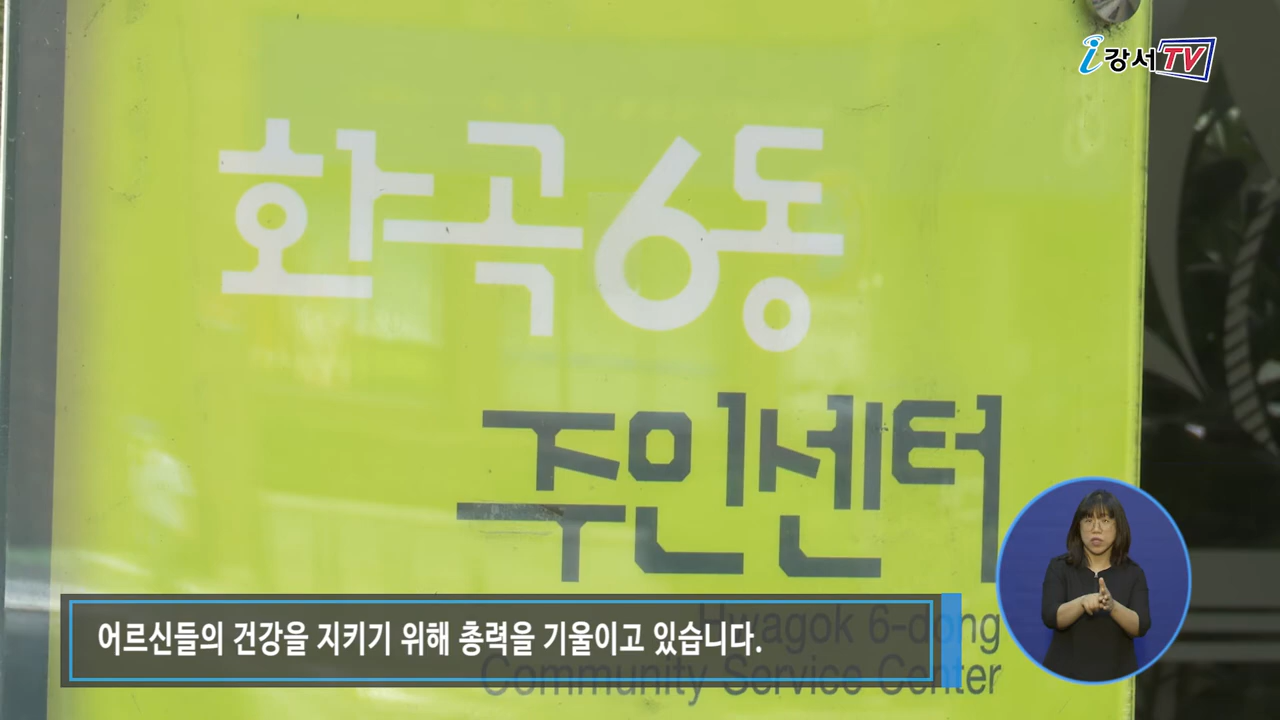 i강서TV
화곡6동
주민센터
어르신들의 건강을 지키기 위해 총력을 기울이고 있습니다.
Hwagok 6-dong
Community Service Center